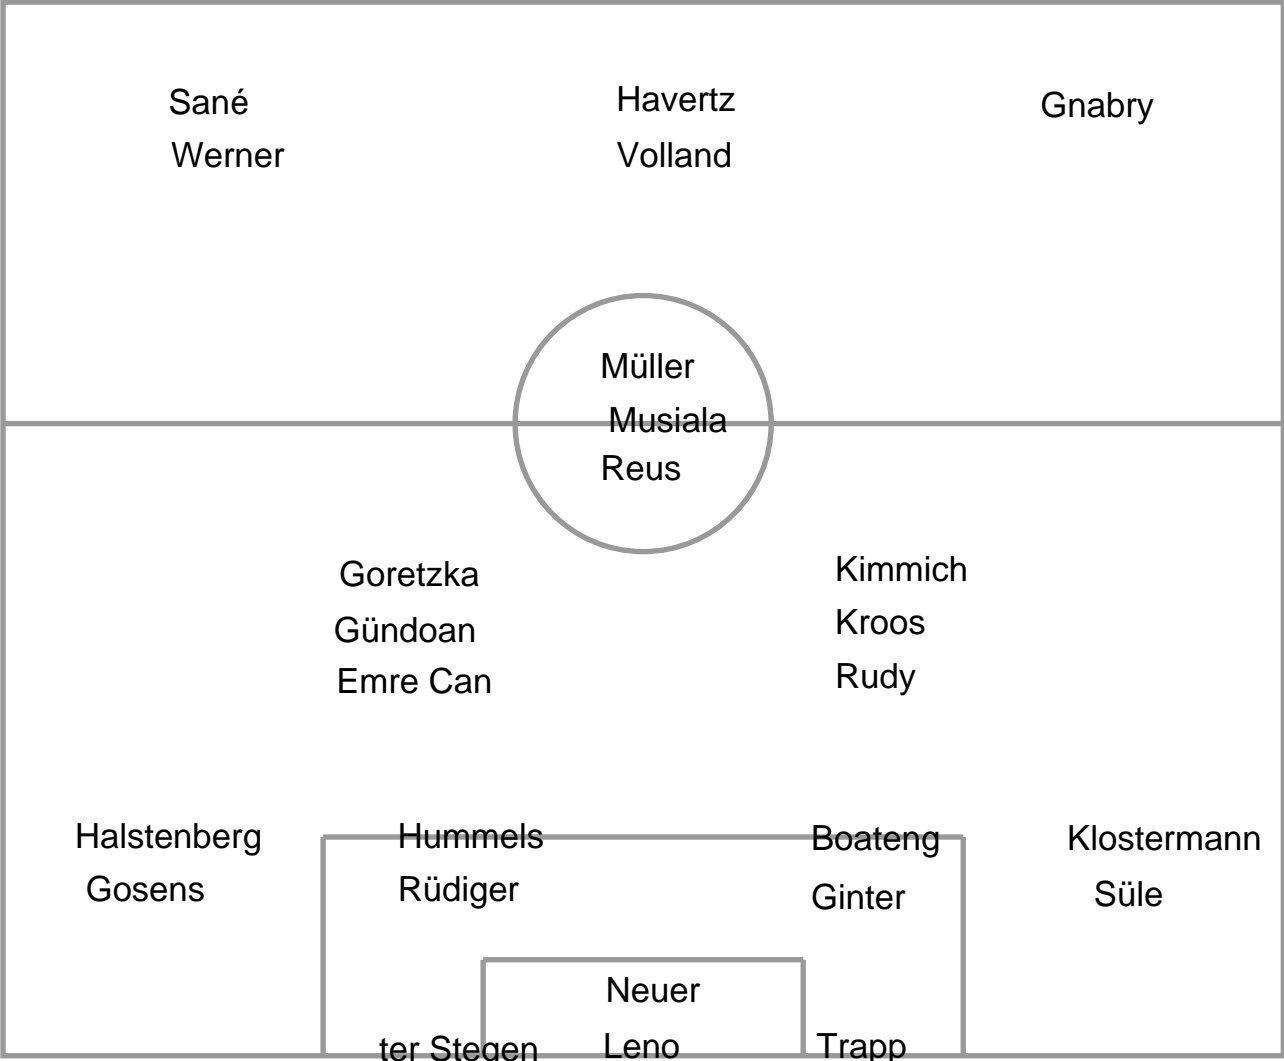 Sané
Havertz
Gnabry
Werner
Volland
Müller
Musiala
Reus
Goretzka
Kimmich
Gündoan
Kroos
Emre Can
Rudy
Halstenberg
Hummels
Boateng
Klostermann
Gosens
Rüdiger
Ginter
Süle
Neuer
ter Stegen
Leno
Trapp